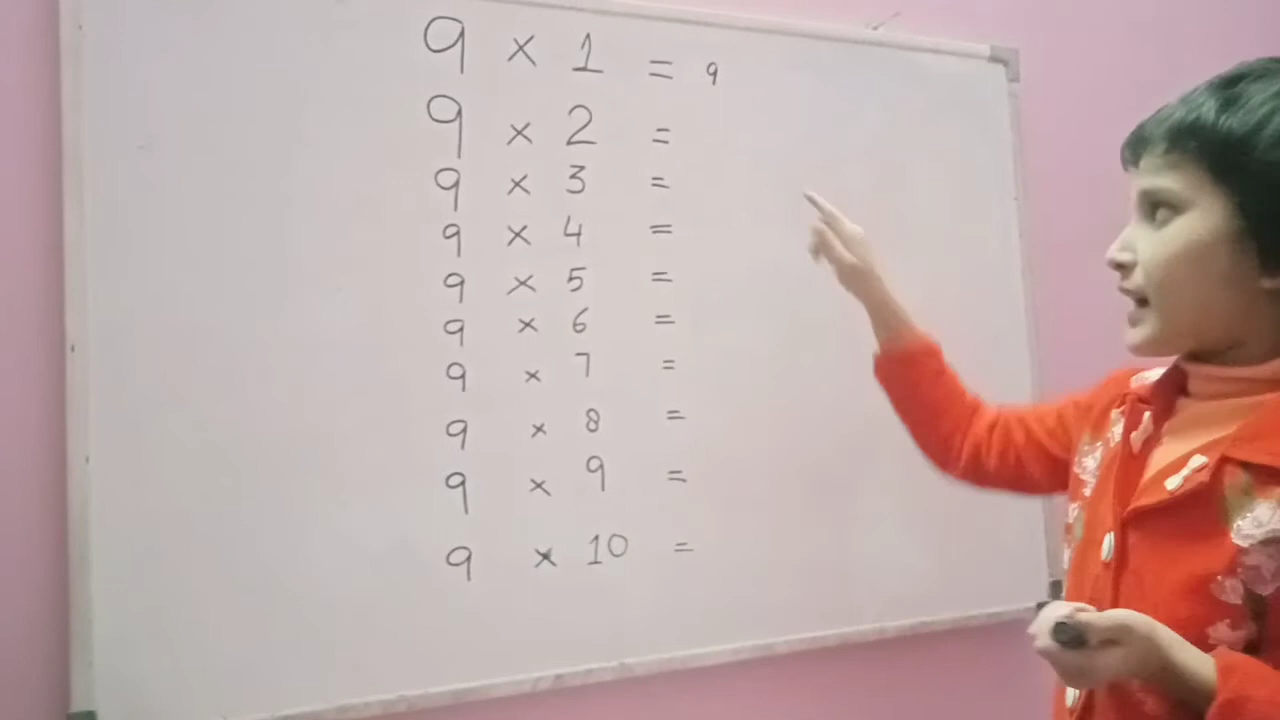 9 × 1 = 9
9 × 2 =
9 × 3 =
9 × 4 =
9 × 5 =
9 × 6 =
9 × 7 =
9 × 8 =
9 × 9 =
9 × 10 =